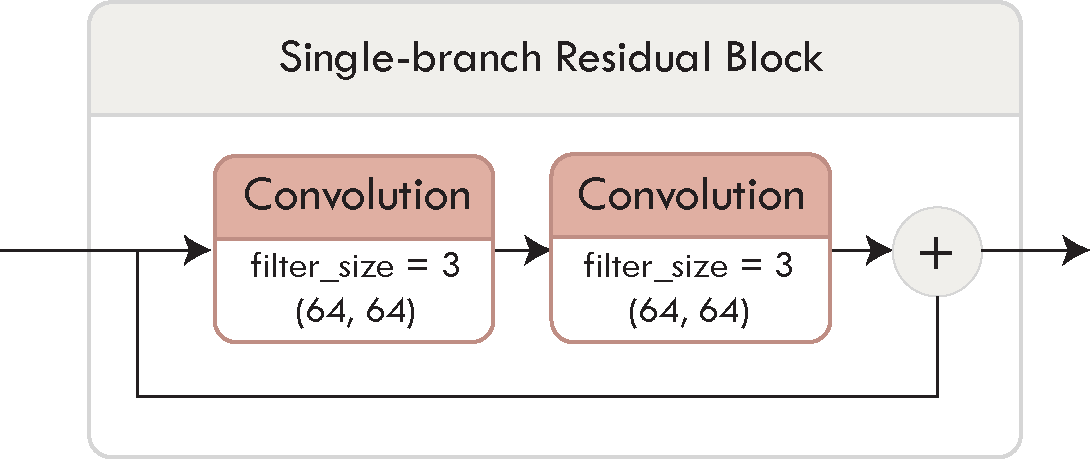 Single-branch Residual Block
Convolution
filter_size = 3
(64, 64)
Convolution
filter_size = 3
(64, 64)
+